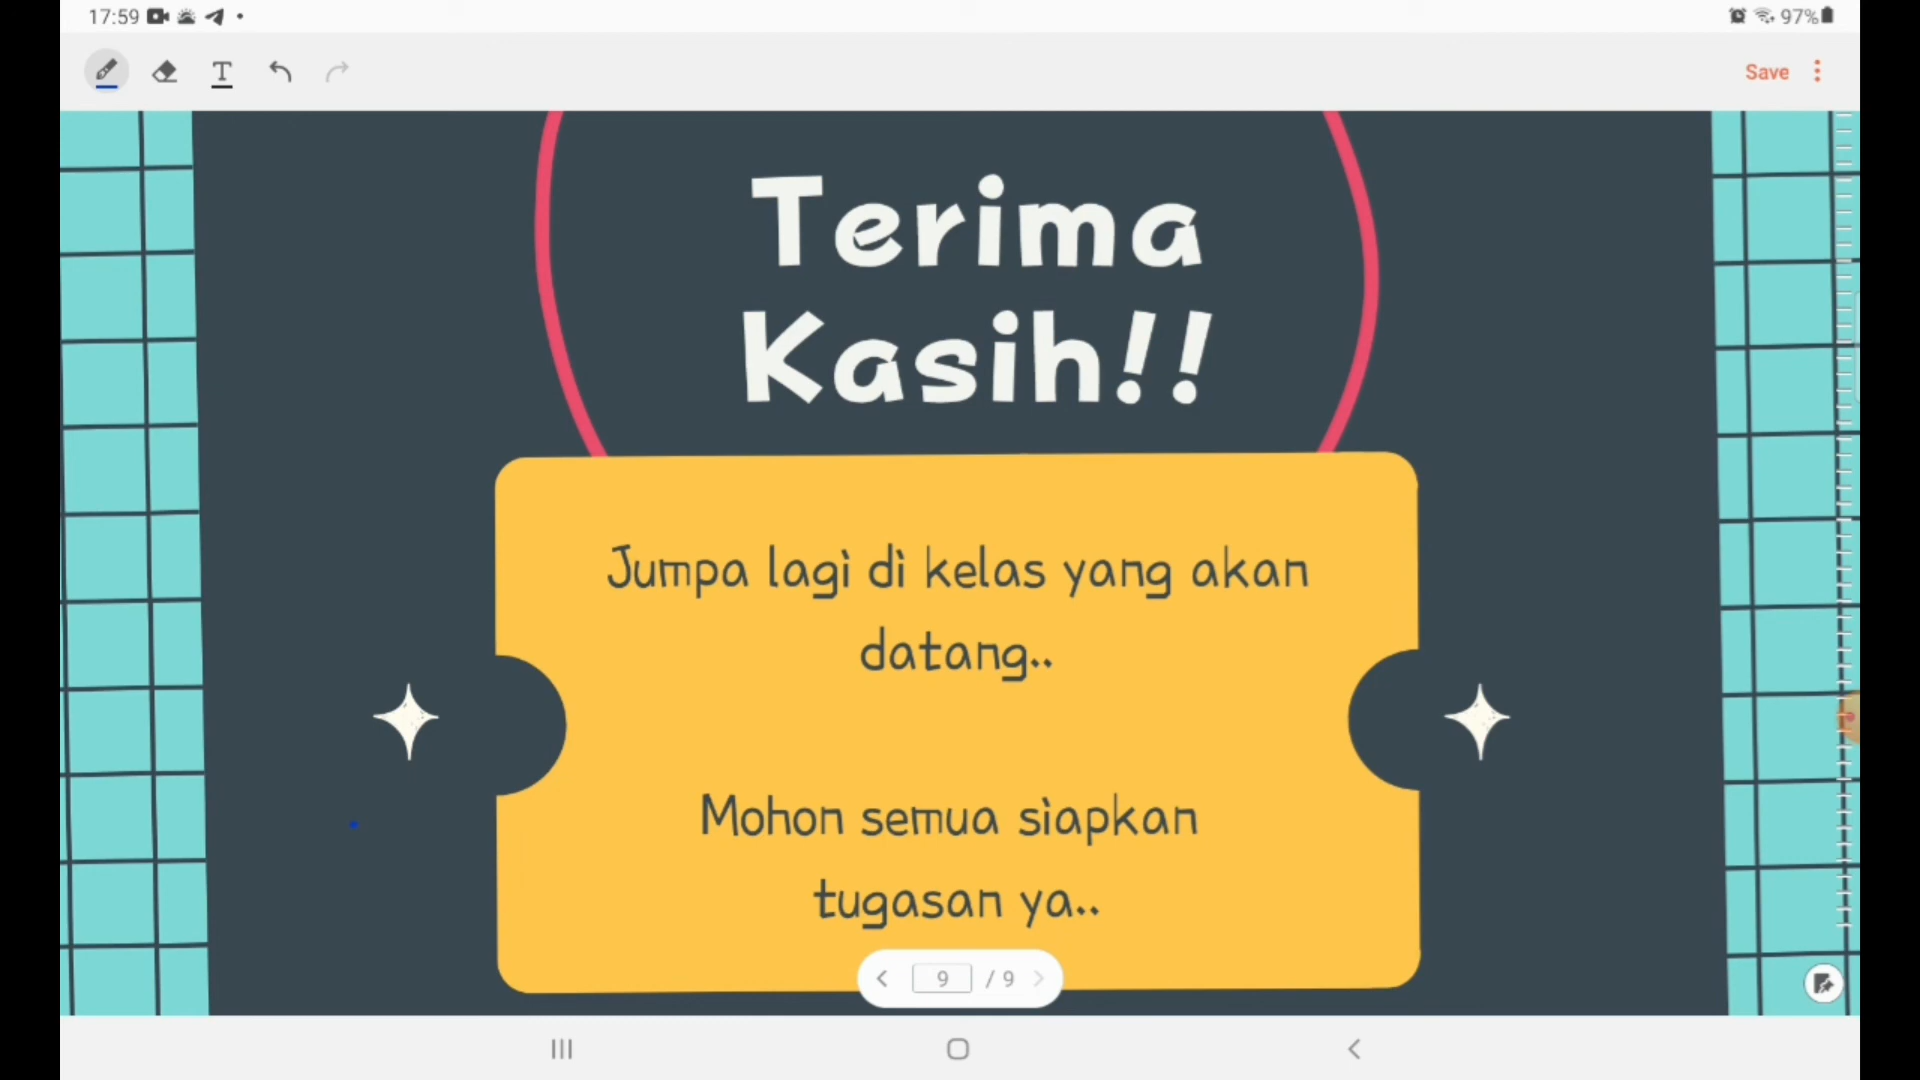 17:59
97%
T
Save
Terima
Kasih!!
Jumpa lagi di kelas yang akan
datang..
Mohon semua siapkan
tugasan ya..
9 / 9